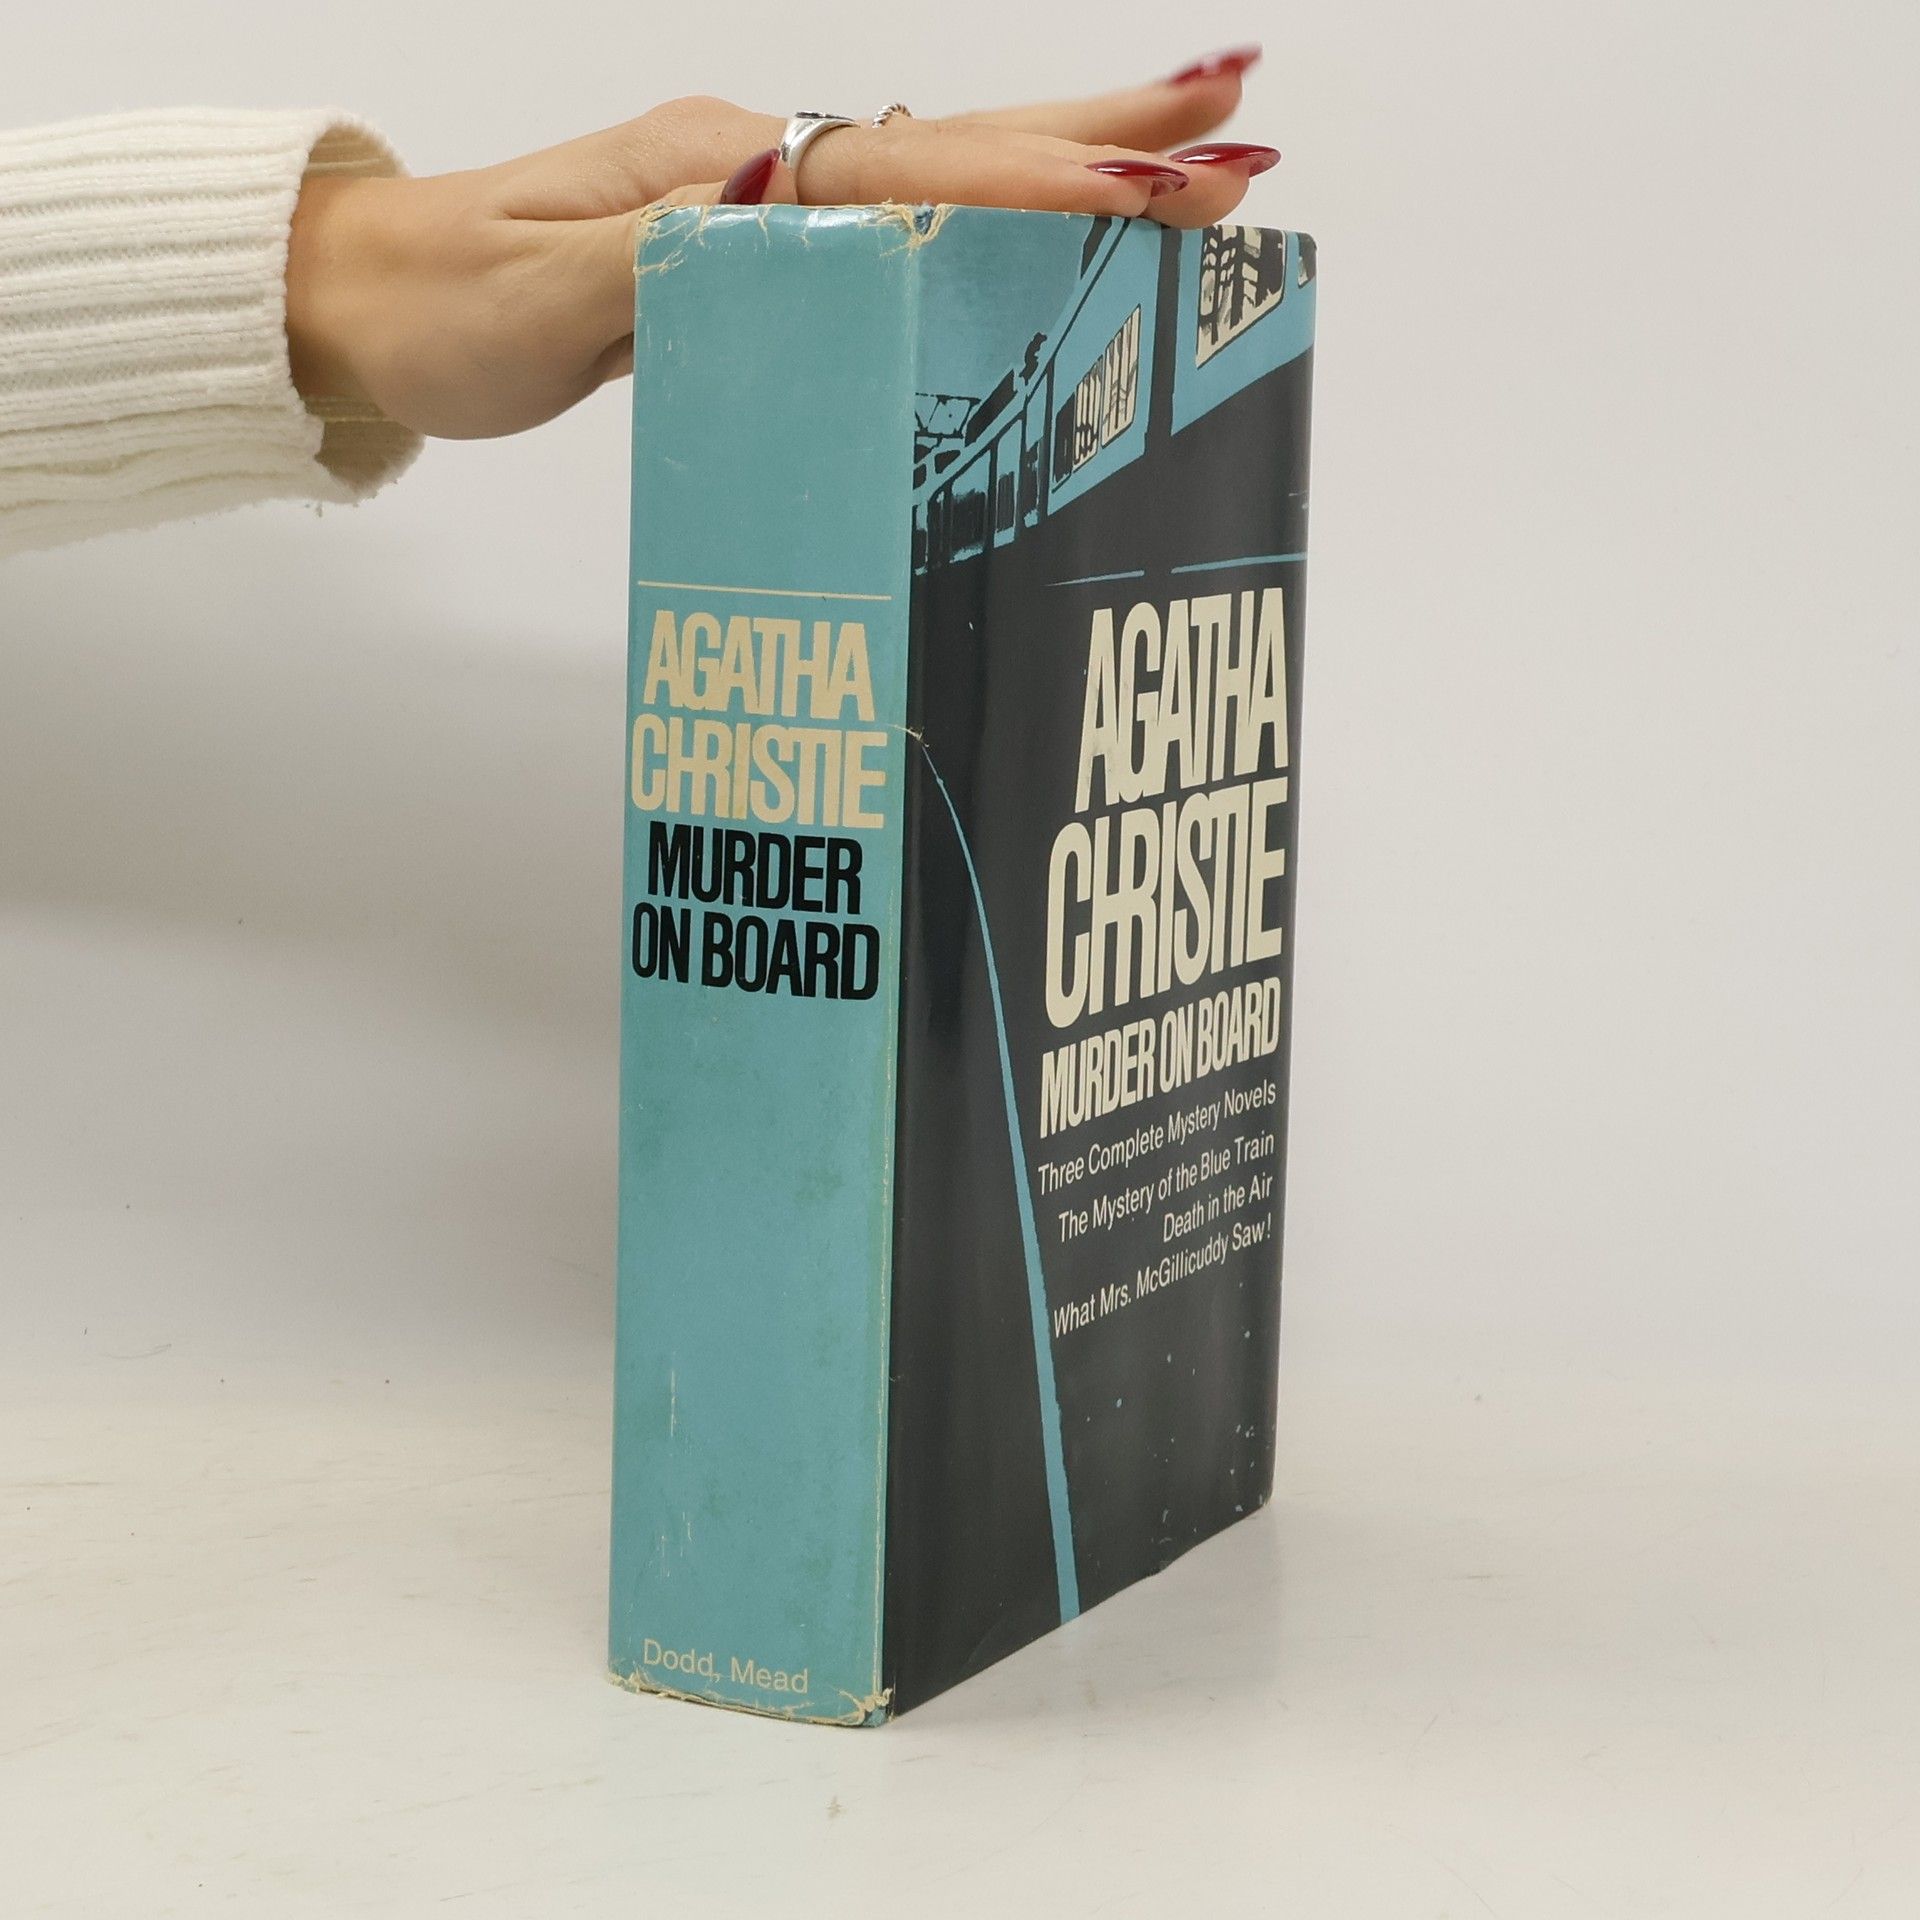 AGATHA
CHRISTIE
MURDER
ON BOARD
Dodd, Mead
AGATHA
CHRISTIE
MURDER ON BOARD
Three Complete Mystery Novels
The Mystery of the Blue Train
Death in the Air
What Mrs. McGillicuddy Saw!